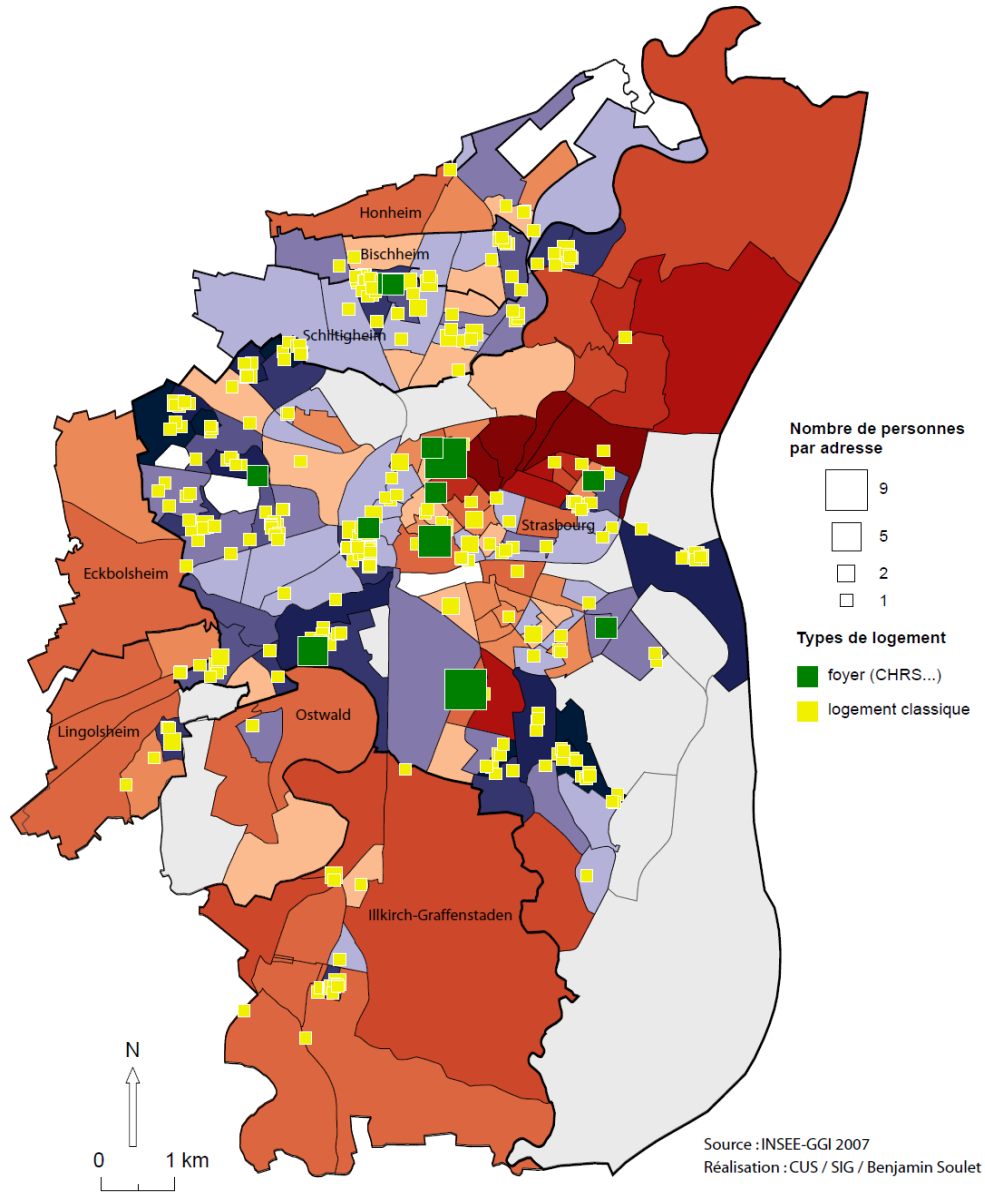 Honheim
Bischheim
Schiltigheim
Nombre de personnes
par adresse
9
5
2
1
Strasbourg
Eckbolsheim
Types de logement
foyer (CHRS...)
logement classique
Ostwald
Lingolsheim
Illkirch-Graffenstaden
N
0 1 km
Source : INSEE-GGI 2007
Réalisation : CUS / SIG / Benjamin Soulet